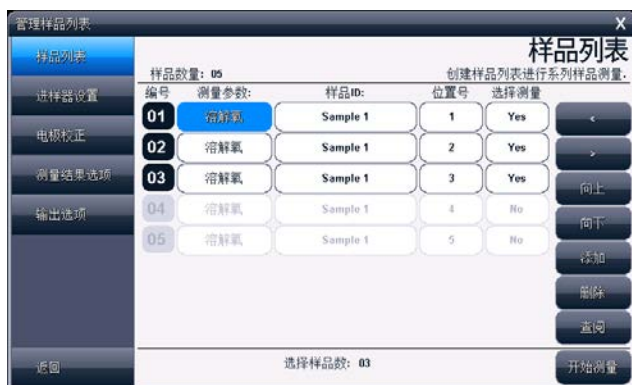 管理样品列表 X
样品列表
样品列表
样品数量: 05 创建样品列表进行系列样品测量.
编号 测量参数: 样品ID: 位置号 选择测量
进样器设置
01 溶解氧 Sample 1 1 Yes <
电极校正
02 溶解氧 Sample 1 2 Yes >
测量结果选项
03 溶解氧 Sample 1 3 Yes 向上
输出选项
04 溶解氧 Sample 1 4 No 向下
05 溶解氧 Sample 1 5 No 添加
删除
查阅
返回 选择样品数: 03 开始测量